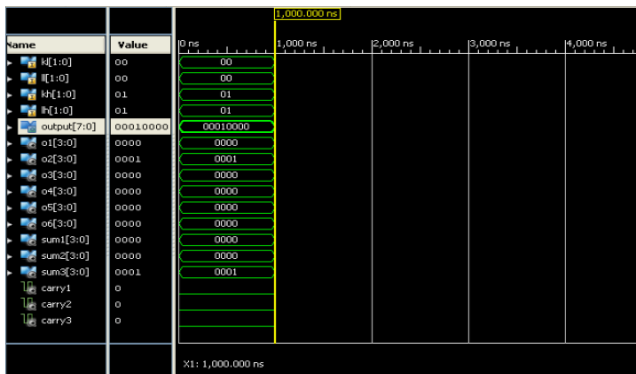 1,000.000 ns
Name Value 0 ns 1,000 ns 2,000 ns 3,000 ns 4,000 ns
kl[1:0] 00 00
ll[1:0] 00 00
kh[1:0] 01 01
lh[1:0] 01 01
output[7:0] 00010000 00010000
o1[3:0] 0000 0000
o2[3:0] 0001 0001
o3[3:0] 0000 0000
o4[3:0] 0000 0000
o5[3:0] 0000 0000
o6[3:0] 0000 0000
sum1[3:0] 0000 0000
sum2[3:0] 0000 0000
sum3[3:0] 0001 0001
carry1 0
carry2 0
carry3 0
X1: 1,000.000 ns